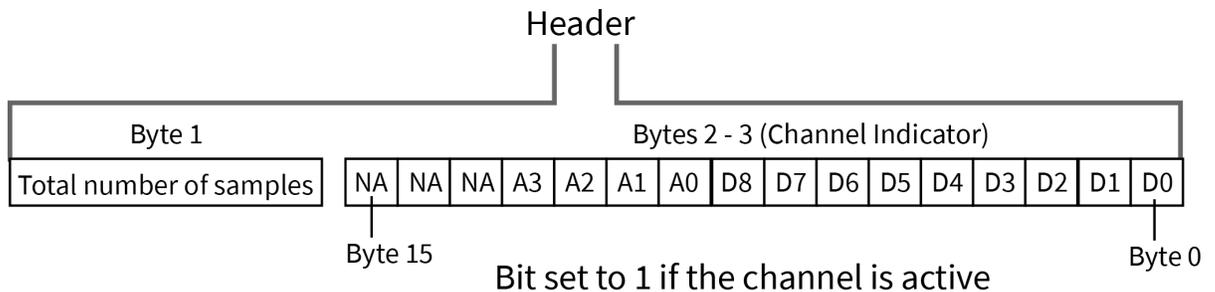 Header
Byte 1
Bytes 2 - 3 (Channel Indicator)
Total number of samples
NA NA NA A3 A2 A1 A0 D8 D7 D6 D5 D4 D3 D2 D1 D0
Byte 15
Byte 0
Bit set to 1 if the channel is active